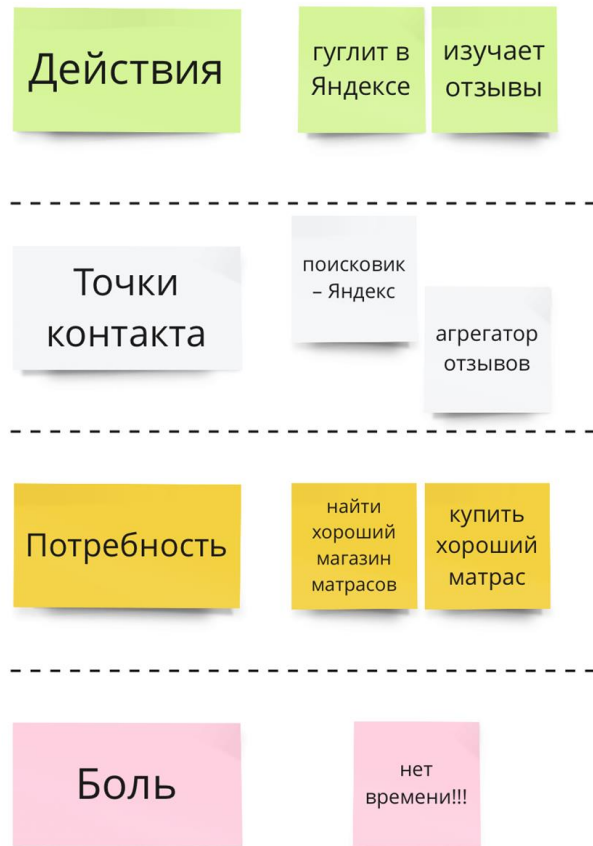 Действия
гуглит в
Яндексе
изучает
отзывы
Точки
контакта
поисковик
– Яндекс
агрегатор
отзывов
Потребность
найти
хороший
магазин
матрасов
купить
хороший
матрас
Боль
нет
времени!!!